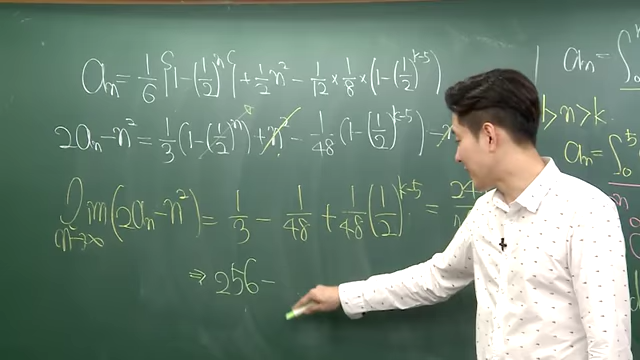 aₙ = 1/6 {1-(1/2)ⁿ} + 1/2 n² - 1/12 × 1/8 × (1-(1/2)^(k-5))
2aₙ-n² = 1/3 (1-(1/2)ⁿ) + n² - 1/48 (1-(1/2)^(k-5)) -
lim n→∞ (2aₙ-n²) = 1/3 - 1/48 + 1/48 (1/2)^(k-5) =
⇒ 256 -
aₙ = ∫₀
k > n > k
aₙ = ∫₀